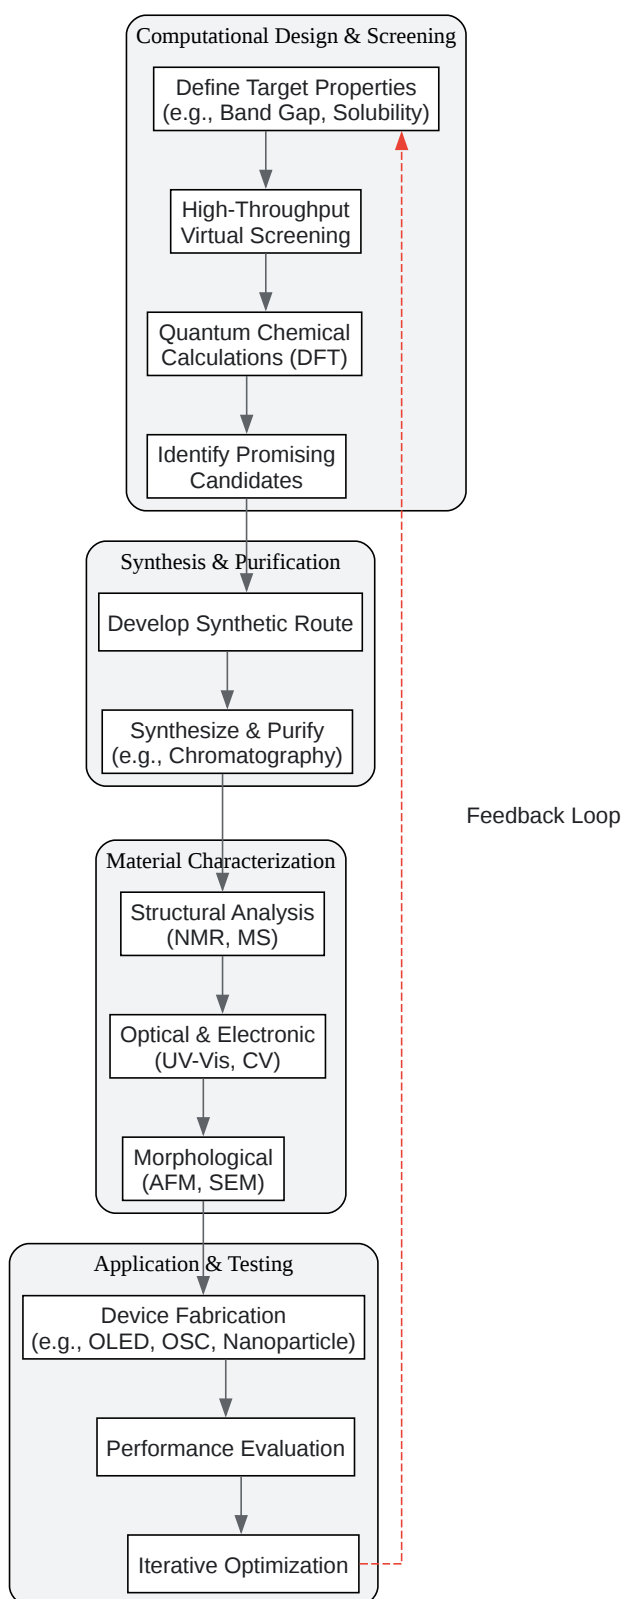 Computational Design & Screening
Define Target Properties
(e.g., Band Gap, Solubility)
High-Throughput
Virtual Screening
Quantum Chemical
Calculations (DFT)
Identify Promising
Candidates
Synthesis & Purification
Develop Synthetic Route
Synthesize & Purify
(e.g., Chromatography)
Feedback Loop
Material Characterization
Structural Analysis
(NMR, MS)
Optical & Electronic
(UV-Vis, CV)
Morphological
(AFM, SEM)
Application & Testing
Device Fabrication
(e.g., OLED, OSC, Nanoparticle)
Performance Evaluation
Iterative Optimization